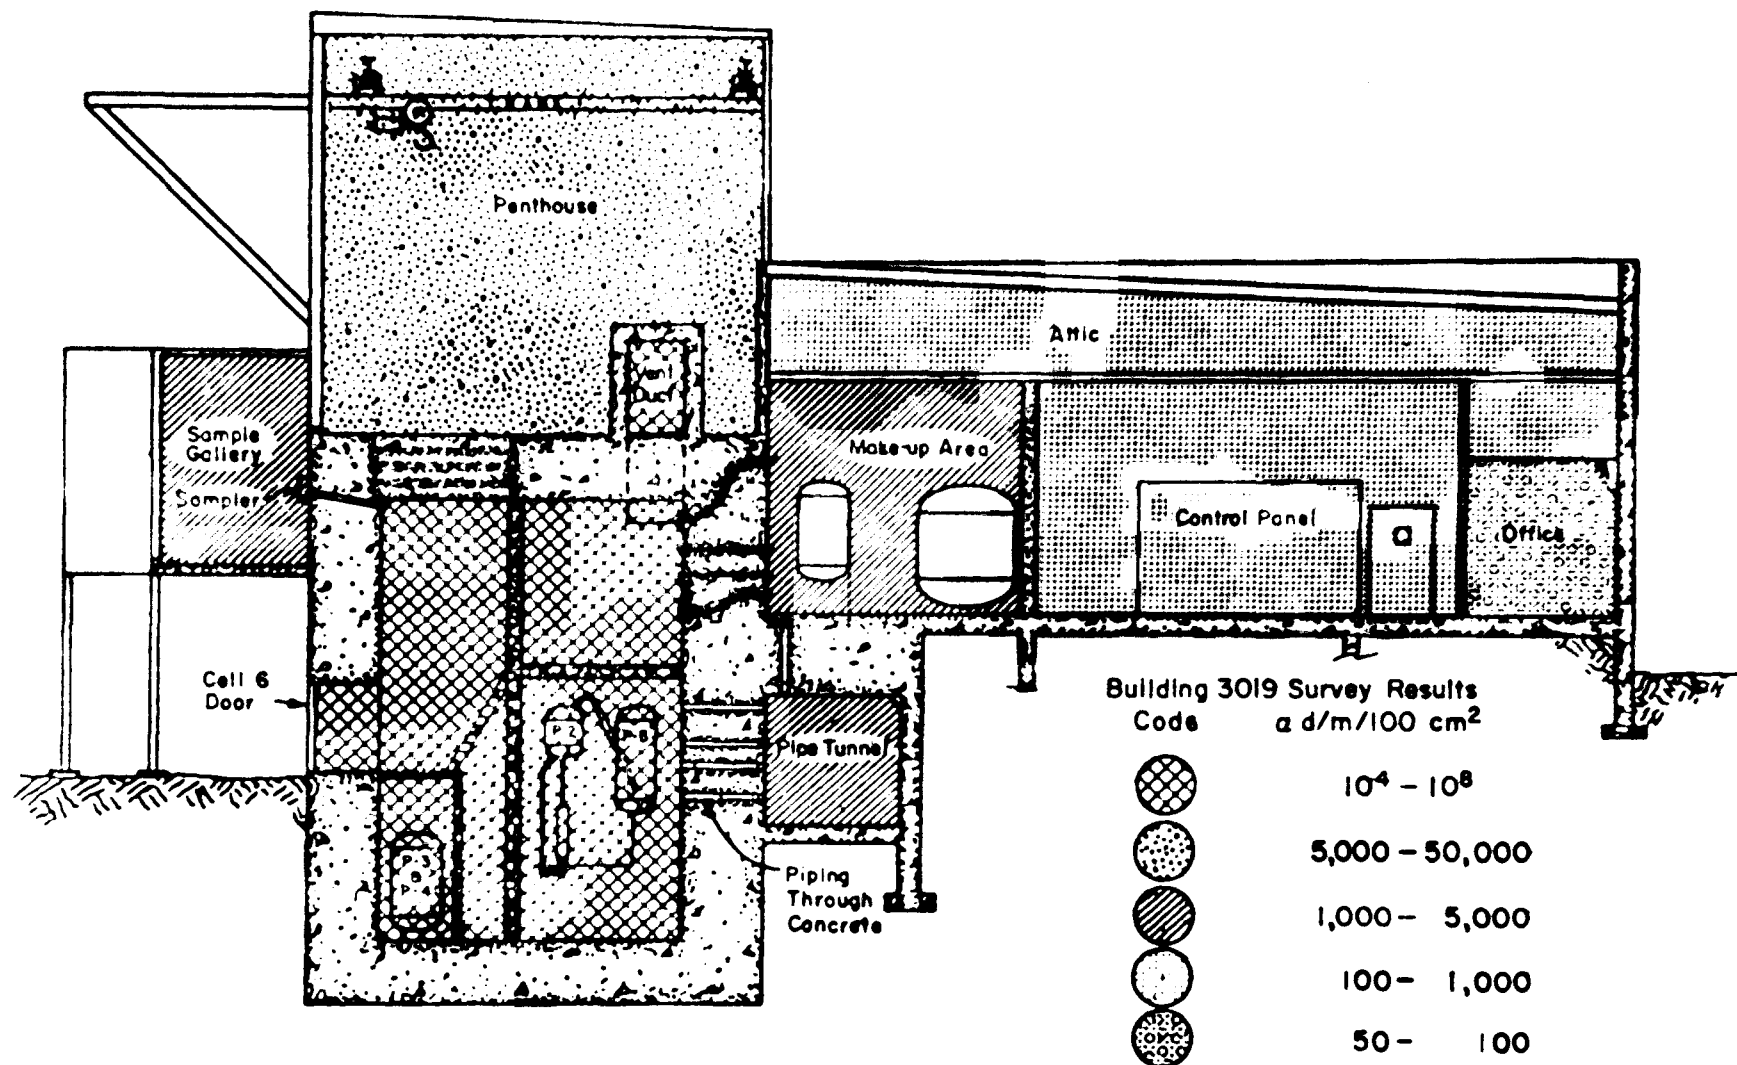 Penthouse
Vent
Duct
Attic
Sample
Gallery
Sampler
Make-up Area
Control Panel
Office
Cell 6
Door
P-2
Pipe Tunnel
P-3
P-4
Piping
Through
Concrete
Building 3019 Survey Results
Code α d/m/100 cm²
10⁻⁴ – 10⁸
5,000 – 50,000
1,000 – 5,000
100 – 1,000
50 – 100